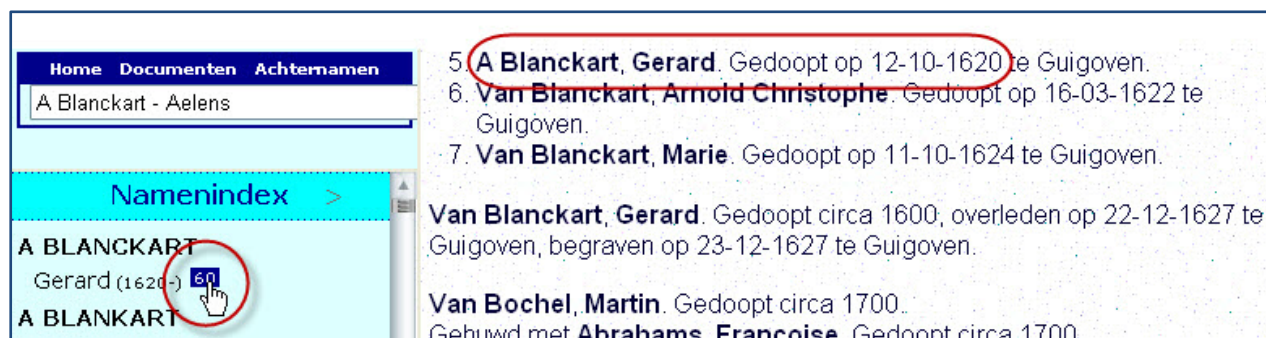 Home Documenten Achternamen
A Blanckart - Aelens
Namenindex >
A BLANCKART
Gerard (1620-) 60
A BLANKART
5. A Blanckart, Gerard. Gedoopt op 12-10-1620 te Guigoven.
6. Van Blanckart, Arnold Christophe. Gedoopt op 16-03-1622 te
Guigoven.
7. Van Blanckart, Marie. Gedoopt op 11-10-1624 te Guigoven.
Van Blanckart, Gerard. Gedoopt circa 1600, overleden op 22-12-1627 te
Guigoven, begraven op 23-12-1627 te Guigoven.
Van Bochel, Martin. Gedoopt circa 1700.
Gehuwd met Abrahams, Françoise. Gedoopt circa 1700